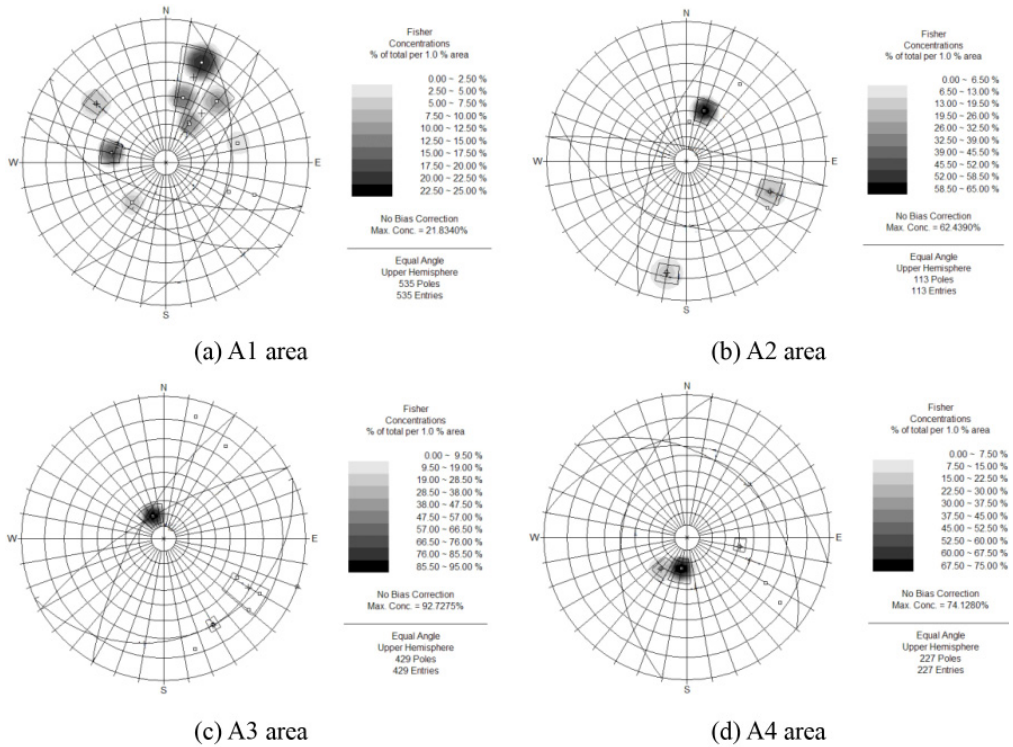 N
W
E
S
Fisher
Concentrations
% of total per 1.0 % area
0.00 ~ 2.50 %
2.50 ~ 5.00 %
5.00 ~ 7.50 %
7.50 ~ 10.00 %
10.00 ~ 12.50 %
12.50 ~ 15.00 %
15.00 ~ 17.50 %
17.50 ~ 20.00 %
20.00 ~ 22.50 %
22.50 ~ 25.00 %
No Bias Correction
Max. Conc. = 21.8340%
Equal Angle
Upper Hemisphere
535 Poles
535 Entries
(a) A1 area
N
W
E
S
Fisher
Concentrations
% of total per 1.0 % area
0.00 ~ 6.50 %
6.50 ~ 13.00 %
13.00 ~ 19.50 %
19.50 ~ 26.00 %
26.00 ~ 32.50 %
32.50 ~ 39.00 %
39.00 ~ 45.50 %
45.50 ~ 52.00 %
52.00 ~ 58.50 %
58.50 ~ 65.00 %
No Bias Correction
Max. Conc. = 62.4390%
Equal Angle
Upper Hemisphere
113 Poles
113 Entries
(b) A2 area
N
W
E
S
Fisher
Concentrations
% of total per 1.0 % area
0.00 ~ 9.50 %
9.50 ~ 19.00 %
19.00 ~ 28.50 %
28.50 ~ 38.00 %
38.00 ~ 47.50 %
47.50 ~ 57.00 %
57.00 ~ 66.50 %
66.50 ~ 76.00 %
76.00 ~ 85.50 %
85.50 ~ 95.00 %
No Bias Correction
Max. Conc. = 92.7275%
Equal Angle
Upper Hemisphere
429 Poles
429 Entries
(c) A3 area
N
W
E
S
Fisher
Concentrations
% of total per 1.0 % area
0.00 ~ 7.50 %
7.50 ~ 15.00 %
15.00 ~ 22.50 %
22.50 ~ 30.00 %
30.00 ~ 37.50 %
37.50 ~ 45.00 %
45.00 ~ 52.50 %
52.50 ~ 60.00 %
60.00 ~ 67.50 %
67.50 ~ 75.00 %
No Bias Correction
Max. Conc. = 74.1280%
Equal Angle
Upper Hemisphere
227 Poles
227 Entries
(d) A4 area